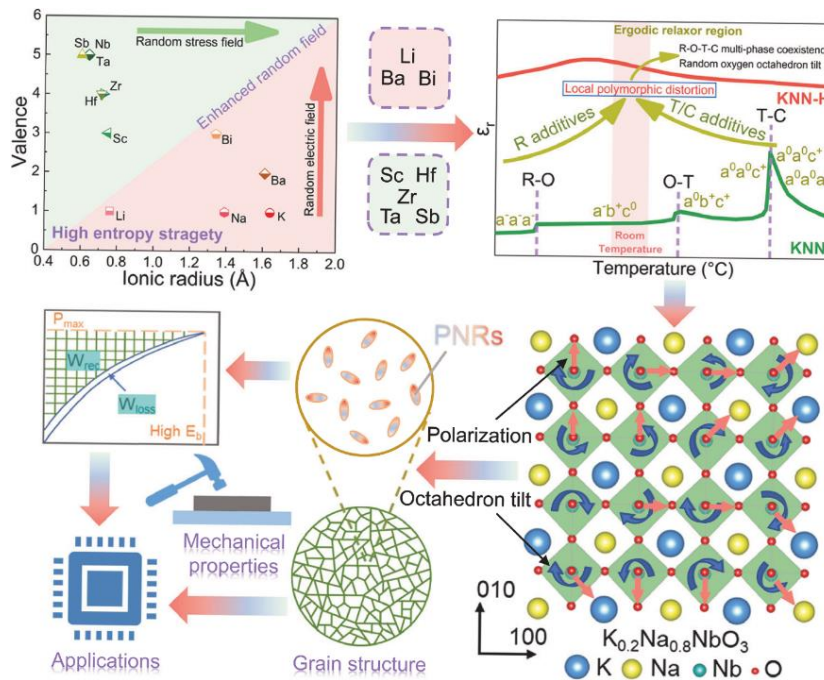 Valence
6
5
4
3
2
1
0
Random stress field
Sb
Nb
Ta
Zr
Hf
Sc
Enhanced random field
Random electric field
Bi
Ba
Li
Na
K
High entropy stragety
0.4 0.6 0.8 1.0 1.2 1.4 1.6 1.8 2.0
Ionic radius (Å)
Li
Ba Bi
Sc Hf
Zr
Ta Sb
Ergodic relaxor region
R-O-T-C multi-phase coexistence
Random oxygen octahedron tilt
KNN-H
Local polymorphic distortion
εr
R additives
T/C additives
T-C
a⁰a⁰c⁺
a⁰a⁰c⁺
a⁰a⁰a⁰
R-O
O-T
a⁰b⁺c⁺
a⁻a⁻a⁻
a⁻b⁺c⁰
Room
Temperature
KNN
Temperature (°C)
Pmax
Wrec
Wloss
High Eb
PNRs
Polarization
Octahedron tilt
Mechanical
properties
Applications
Grain structure
010
100
K0.2Na0.8NbO3
K Na Nb O